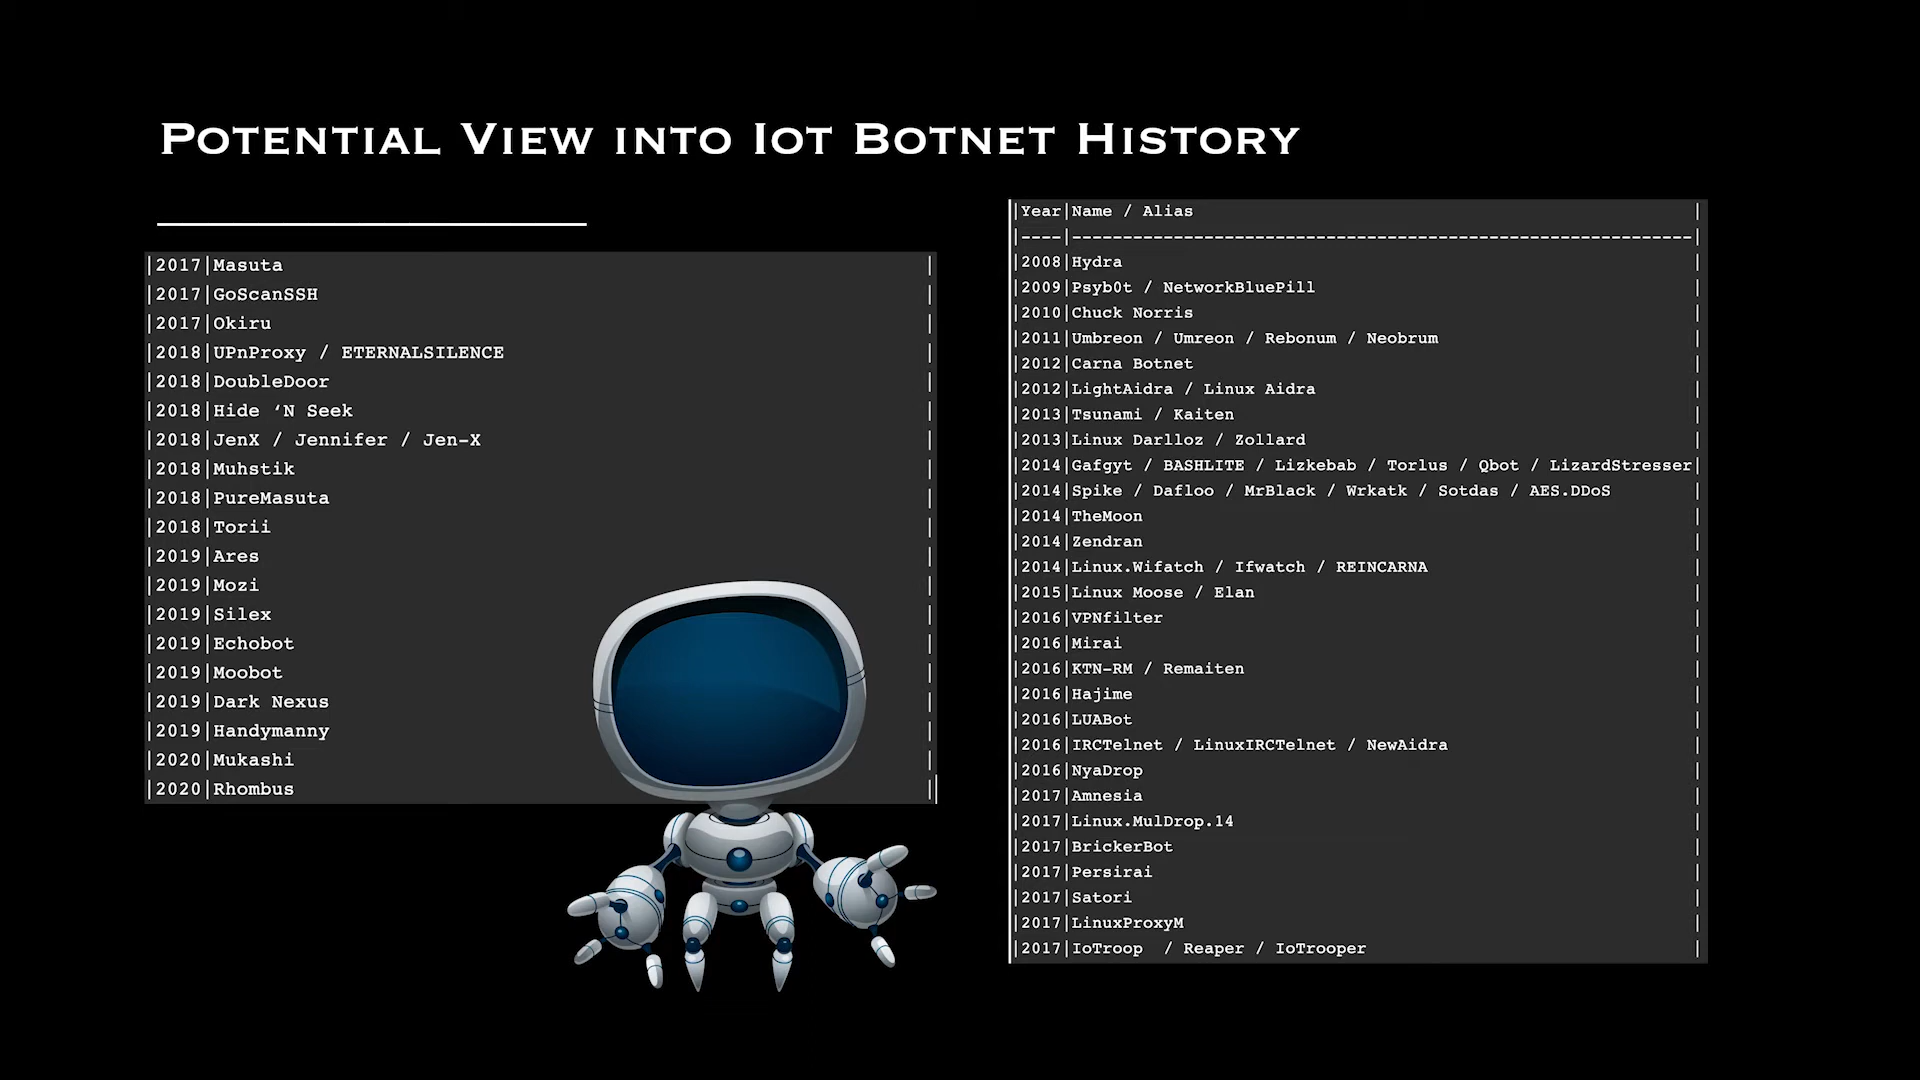 Potential View into Iot Botnet History
|2017|Masuta |
|2017|GoScanSSH |
|2017|Okiru |
|2018|UPnProxy / ETERNALSILENCE |
|2018|DoubleDoor |
|2018|Hide ‘N Seek |
|2018|JenX / Jennifer / Jen-X |
|2018|Muhstik |
|2018|PureMasuta |
|2018|Torii |
|2019|Ares |
|2019|Mozi |
|2019|Silex |
|2019|Echobot |
|2019|Moobot |
|2019|Dark Nexus |
|2019|Handymanny |
|2020|Mukashi |
|2020|Rhombus |
|Year|Name / Alias |
|----|-------------------------------------------------------------|
|2008|Hydra |
|2009|Psyb0t / NetworkBluePill |
|2010|Chuck Norris |
|2011|Umbreon / Umreon / Rebonum / Neobrum |
|2012|Carna Botnet |
|2012|LightAidra / Linux Aidra |
|2013|Tsunami / Kaiten |
|2013|Linux Darlloz / Zollard |
|2014|Gafgyt / BASHLITE / Lizkebab / Torlus / Qbot / LizardStresser|
|2014|Spike / Dafloo / MrBlack / Wrkatk / Sotdas / AES.DDoS |
|2014|TheMoon |
|2014|Zendran |
|2014|Linux.Wifatch / Ifwatch / REINCARNA |
|2015|Linux Moose / Elan |
|2016|VPNfilter |
|2016|Mirai |
|2016|KTN-RM / Remaiten |
|2016|Hajime |
|2016|LUABot |
|2016|IRCTelnet / LinuxIRCTelnet / NewAidra |
|2016|NyaDrop |
|2017|Amnesia |
|2017|Linux.MulDrop.14 |
|2017|BrickerBot |
|2017|Persirai |
|2017|Satori |
|2017|LinuxProxyM |
|2017|IoTroop / Reaper / IoTrooper |